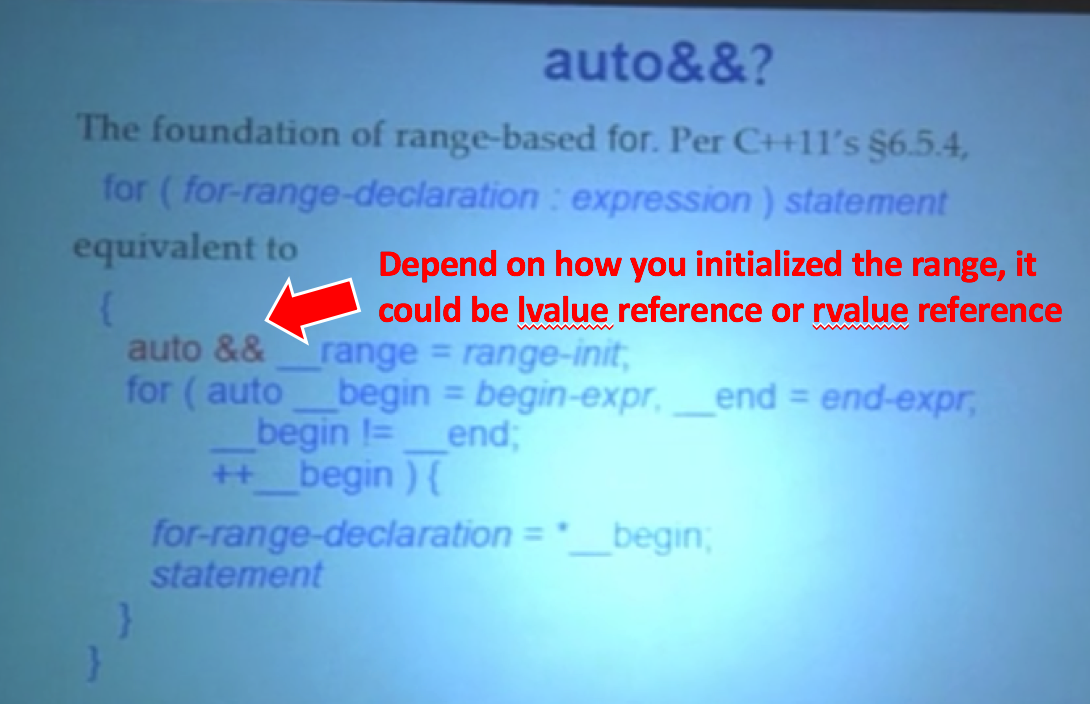 auto&&?
The foundation of range-based for. Per C++11's §6.5.4,
for ( for-range-declaration : expression ) statement
equivalent to
Depend on how you initialized the range, it
could be lvalue reference or rvalue reference
{
auto && __range = range-init;
for ( auto __begin = begin-expr, __end = end-expr;
__begin != __end;
++__begin ) {
for-range-declaration = *__begin;
statement
}
}